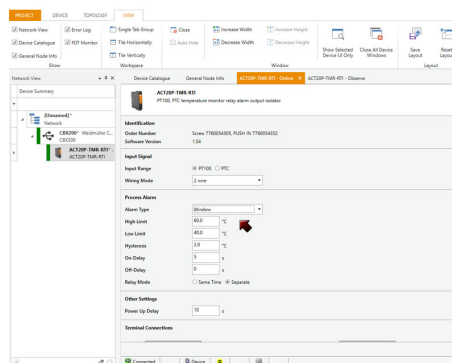 PROJECT DEVICE TOPOLOGY VIEW
Network View Error Log Single Tab Group Close Increase Width Increase Height
Device Catalogue FDT Monitor Tile Horizontally Auto Hide Decrease Width Decrease Height Show Selected Device UI Only Close All Device Windows Save Layout Reset Layou
General Node Info Tile Vertically
Show Workspace Window Layout
Network View Device Catalogue General Node Info ACT20P-TMR-RTI - Online ACT20P-TMR-RTI - Observe
Device Summary
ACT20P-TMR-RTI
PT100, PTC temperature monitor relay alarm output isolator
[Unnamed]*
Network
CBX200* Weidmüller C...
CBX200
ACT20P-TMR-RTI*
ACT20P-TMR-RTI
Identification
Order Number Screw 7760054305, PUSH IN 7760054352
Software Version 1.54
Input Signal
Input Range PT100 PTC
Wiring Mode 2 wire
Process Alarm
Alarm Type Window
High Limit 60.0 °C
Low Limit 40.0 °C
Hysteresis 2.0 °C
On-Delay 5 s
Off-Delay 0 s
Relay Mode Same Time Separate
Other Settings
Power Up Delay 10 s
Terminal Connections
Connected Device